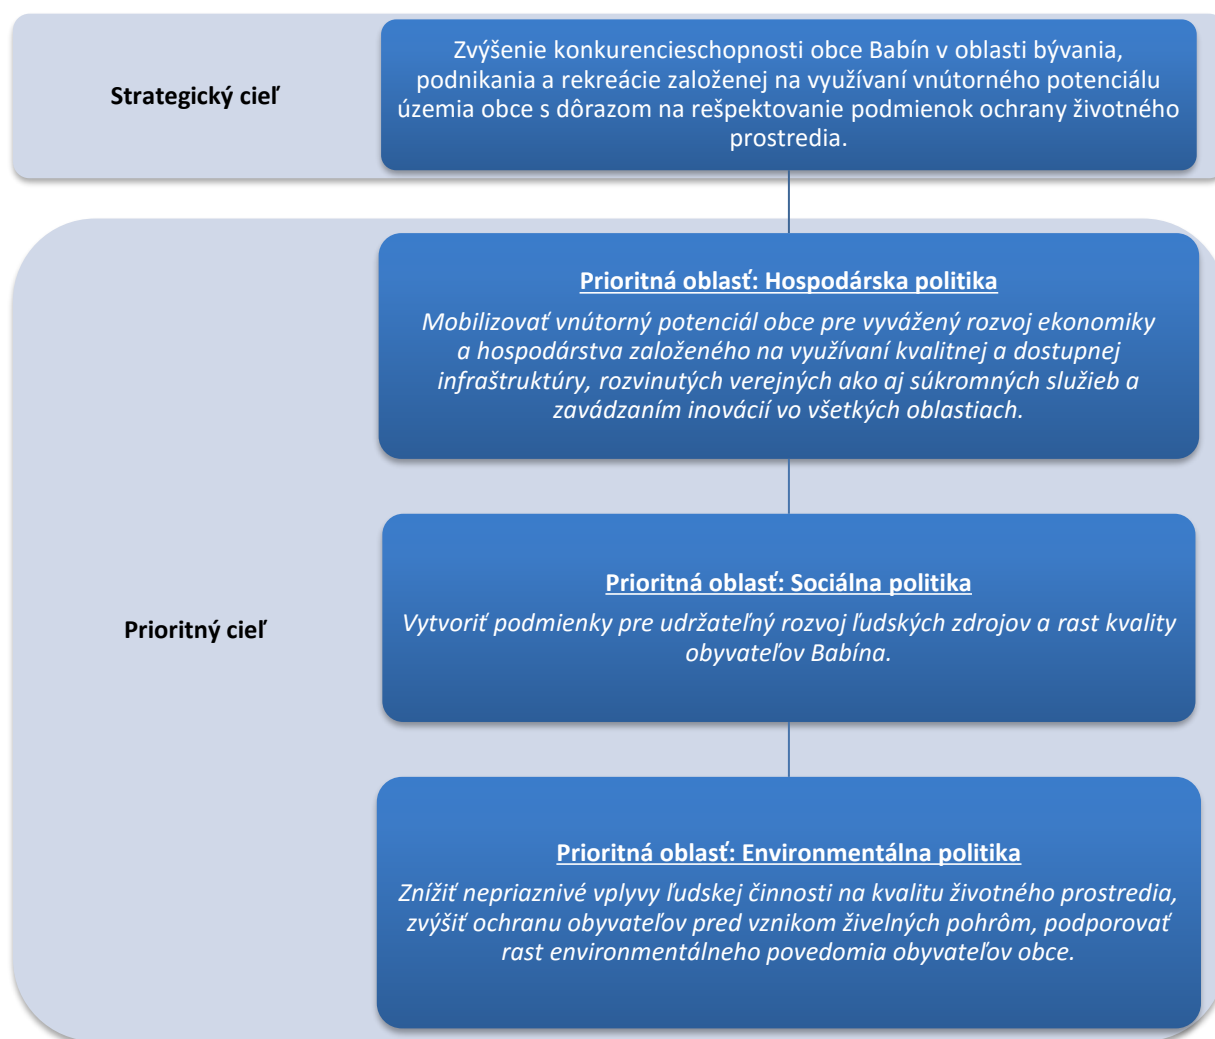 Strategický cieľ
Zvýšenie konkurencieschopnosti obce Babín v oblasti bývania,
podnikania a rekreácie založenej na využívaní vnútorného potenciálu
územia obce s dôrazom na rešpektovanie podmienok ochrany životného
prostredia.
Prioritný cieľ
Prioritná oblasť: Hospodárska politika
Mobilizovať vnútorný potenciál obce pre vyvážený rozvoj ekonomiky
a hospodárstva založeného na využívaní kvalitnej a dostupnej
infraštruktúry, rozvinutých verejných ako aj súkromných služieb a
zavádzaním inovácií vo všetkých oblastiach.
Prioritná oblasť: Sociálna politika
Vytvoriť podmienky pre udržateľný rozvoj ľudských zdrojov a rast kvality
obyvateľov Babína.
Prioritná oblasť: Environmentálna politika
Znížiť nepriaznivé vplyvy ľudskej činnosti na kvalitu životného prostredia,
zvýšiť ochranu obyvateľov pred vznikom živelných pohrôm, podporovať
rast environmentálneho povedomia obyvateľov obce.